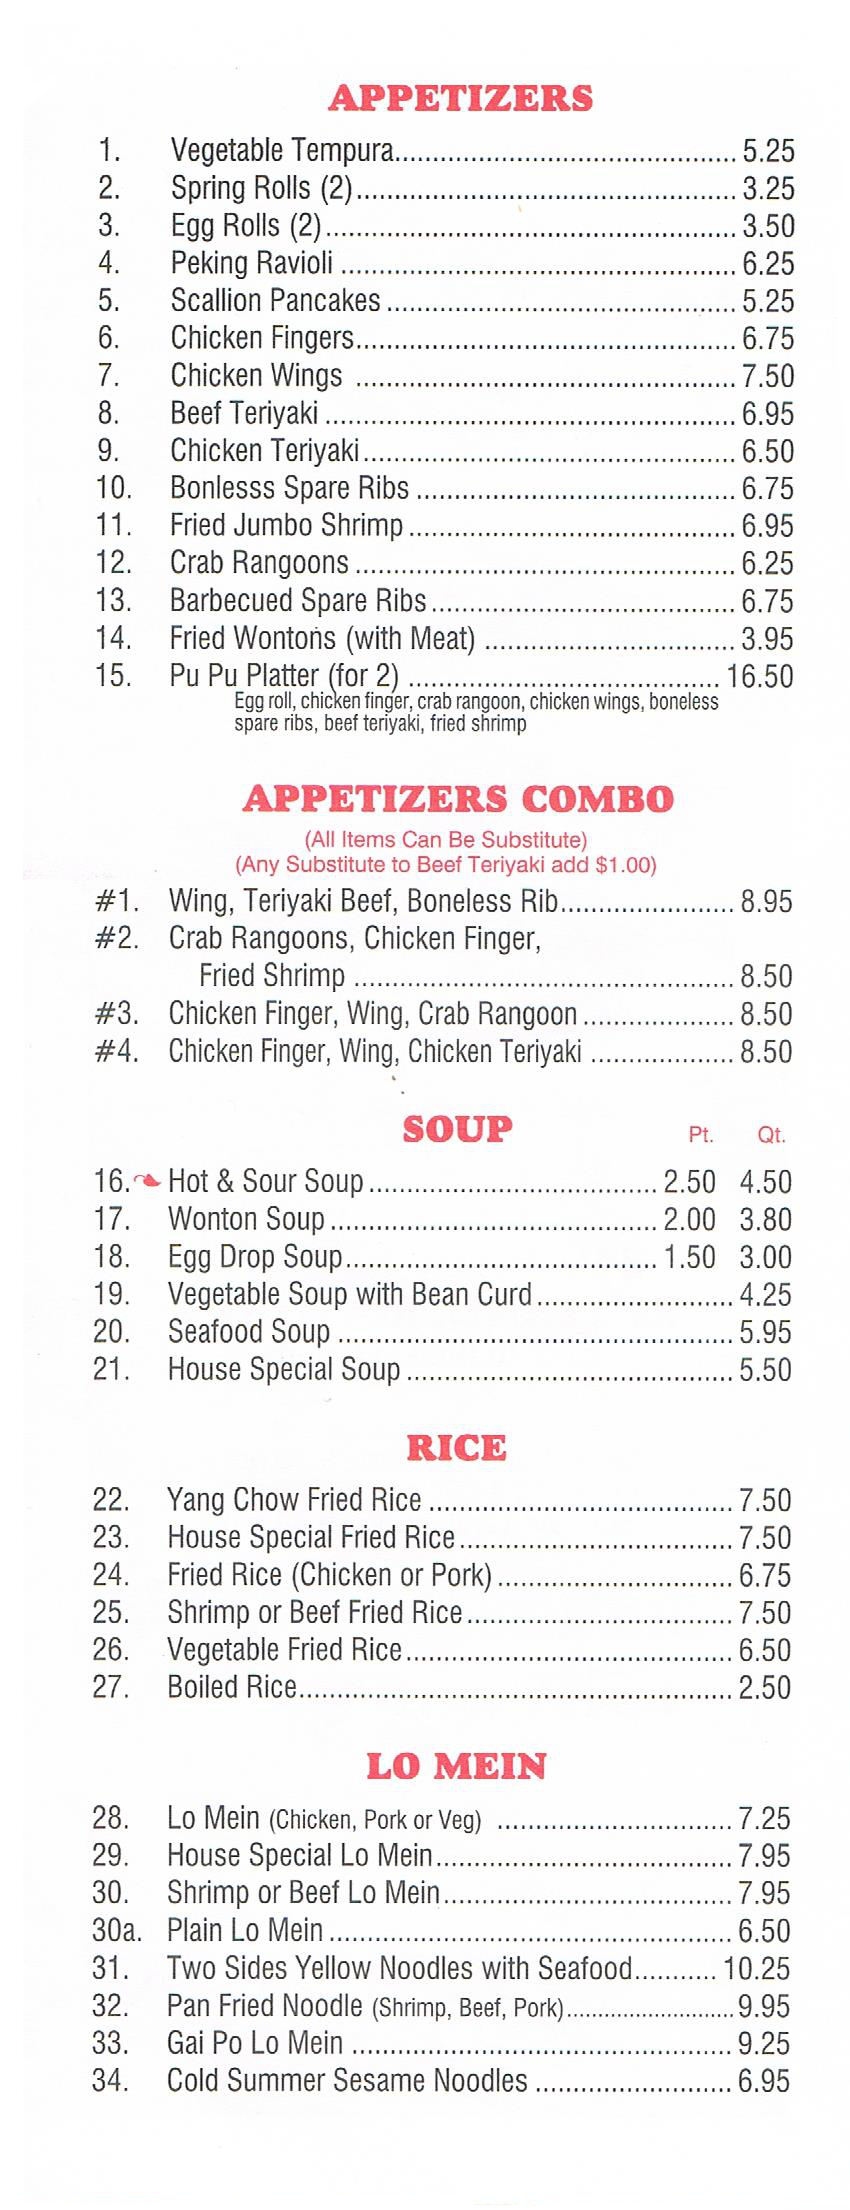 APPETIZERS
1. Vegetable Tempura 5.25
2. Spring Rolls (2) 3.25
3. Egg Rolls (2) 3.50
4. Peking Ravioli 6.25
5. Scallion Pancakes 5.25
6. Chicken Fingers 6.75
7. Chicken Wings 7.50
8. Beef Teriyaki 6.95
9. Chicken Teriyaki 6.50
10. Bonlesss Spare Ribs 6.75
11. Fried Jumbo Shrimp 6.95
12. Crab Rangoons 6.25
13. Barbecued Spare Ribs 6.75
14. Fried Wontons (with Meat) 3.95
15. Pu Pu Platter (for 2) 16.50
Egg roll, chicken finger, crab rangoon, chicken wings, boneless
spare ribs, beef teriyaki, fried shrimp
APPETIZERS COMBO
(All Items Can Be Substitute)
(Any Substitute to Beef Teriyaki add $1.00)
#1. Wing, Teriyaki Beef, Boneless Rib 8.95
#2. Crab Rangoons, Chicken Finger,
Fried Shrimp 8.50
#3. Chicken Finger, Wing, Crab Rangoon 8.50
#4. Chicken Finger, Wing, Chicken Teriyaki 8.50
SOUP Pt. Qt.
16. Hot & Sour Soup 2.50 4.50
17. Wonton Soup 2.00 3.80
18. Egg Drop Soup 1.50 3.00
19. Vegetable Soup with Bean Curd 4.25
20. Seafood Soup 5.95
21. House Special Soup 5.50
RICE
22. Yang Chow Fried Rice 7.50
23. House Special Fried Rice 7.50
24. Fried Rice (Chicken or Pork) 6.75
25. Shrimp or Beef Fried Rice 7.50
26. Vegetable Fried Rice 6.50
27. Boiled Rice 2.50
LO MEIN
28. Lo Mein (Chicken, Pork or Veg) 7.25
29. House Special Lo Mein 7.95
30. Shrimp or Beef Lo Mein 7.95
30a. Plain Lo Mein 6.50
31. Two Sides Yellow Noodles with Seafood 10.25
32. Pan Fried Noodle (Shrimp, Beef, Pork) 9.95
33. Gai Po Lo Mein 9.25
34. Cold Summer Sesame Noodles 6.95